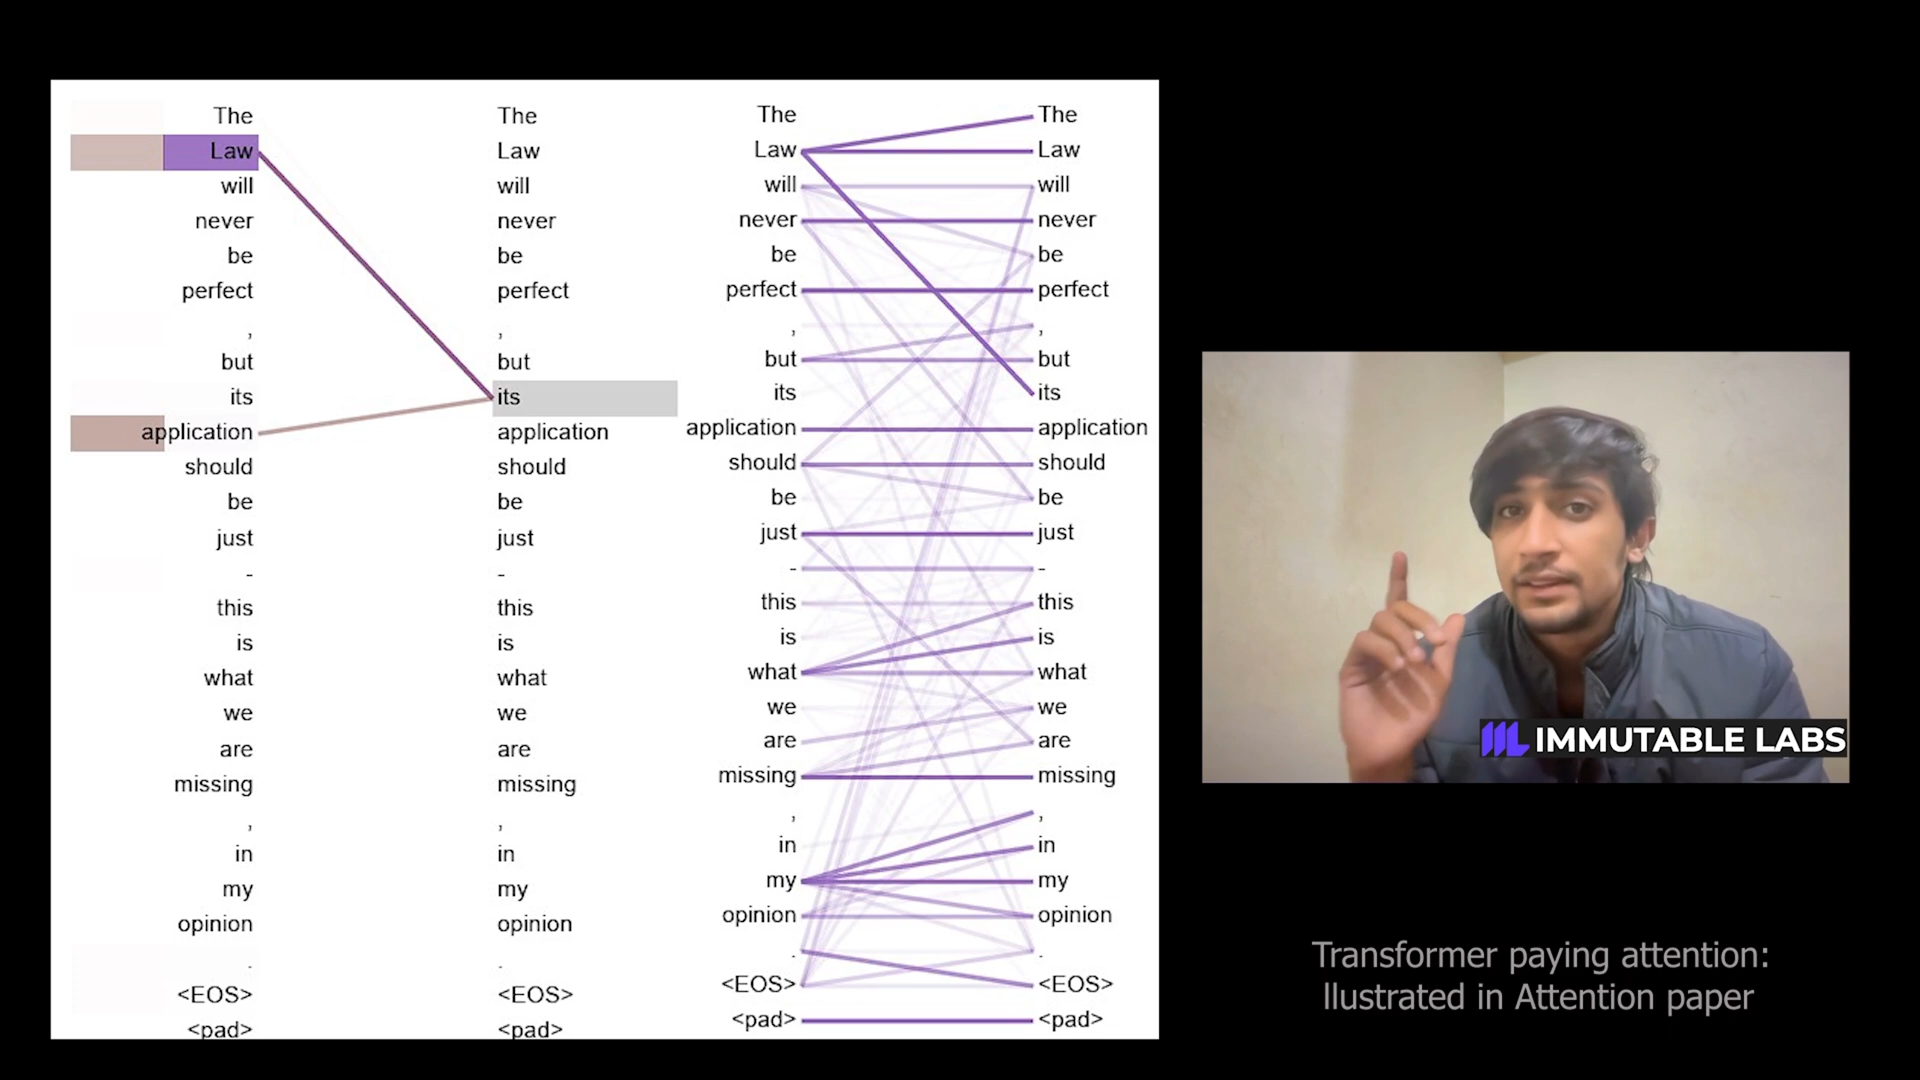 The
Law
will
never
be
perfect
,
but
its
application
should
be
just
-
this
is
what
we
are
missing
,
in
my
opinion
.
<EOS>
<pad>
The
Law
will
never
be
perfect
,
but
its
application
should
be
just
-
this
is
what
we
are
missing
,
in
my
opinion
.
<EOS>
<pad>
The
Law
will
never
be
perfect
,
but
its
application
should
be
just
-
this
is
what
we
are
missing
,
in
my
opinion
.
<EOS>
<pad>
The
Law
will
never
be
perfect
,
but
its
application
should
be
just
-
this
is
what
we
are
missing
,
in
my
opinion
.
<EOS>
<pad>
IMMUTABLE LABS
Transformer paying attention:
llustrated in Attention paper